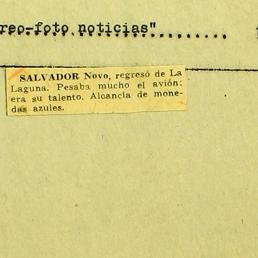 reo-foto noticias"
SALVADOR Novo, regresó de La
Laguna. Pesaba mucho el avión:
era su talento. Alcancía de mone-
das azules.